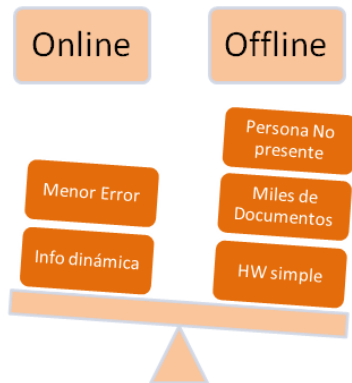 Online
Offline
Persona No
presente
Menor Error
Miles de
Documentos
Info dinámica
HW simple